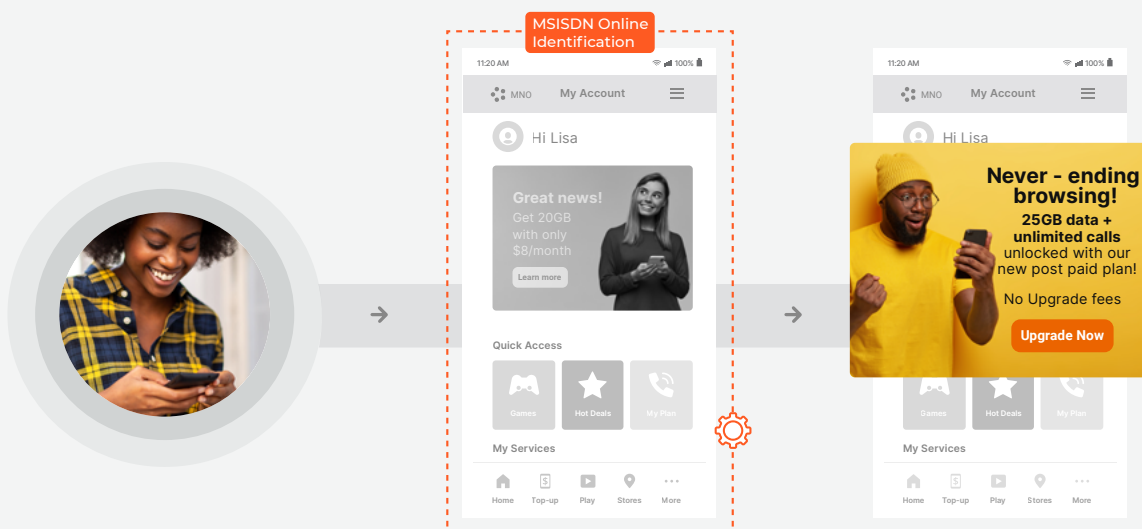 MSISDN Online
Identification
11:20 AM
100%
MNO
My Account
Hi Lisa
Great news!
Get 20GB
with only
$8/month
Learn more
Quick Access
Games
Hot Deals
My Plan
My Services
Home
Top-up
Play
Stores
More
11:20 AM
100%
MNO
My Account
Hi Lisa
Never - ending
browsing!
25GB data +
unlimited calls
unlocked with our
new post paid plan!
No Upgrade fees
Upgrade Now
Games
Hot Deals
My Plan
My Services
Home
Top-up
Play
Stores
More